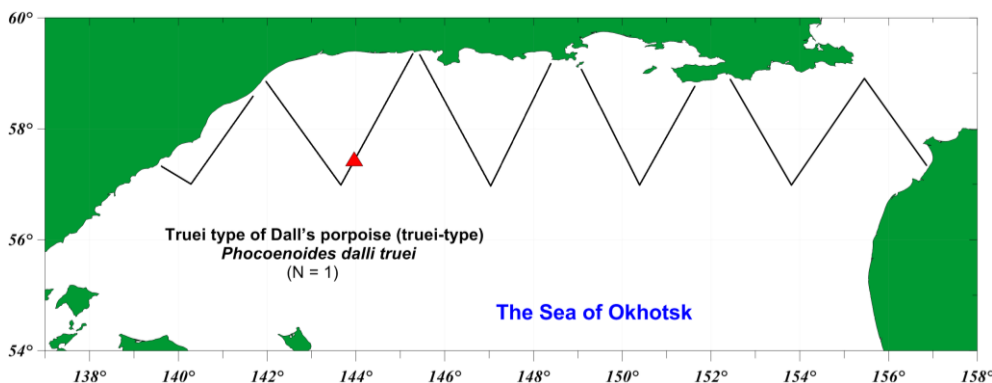 60°
58°
56°
54°
Truei type of Dall's porpoise (truei-type)
Phocoenoides dalli truei
(N = 1)
The Sea of Okhotsk
138° 140° 142° 144° 146° 148° 150° 152° 154° 156° 158°